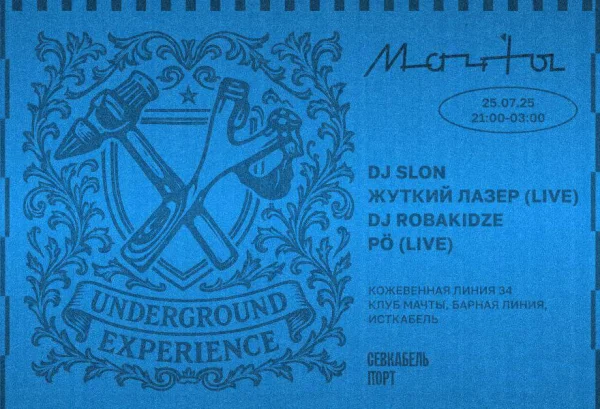 UNDERGROUND
EXPERIENCE
Мачты
25.07.25
21:00-03:00
DJ SLON
ЖУТКИЙ ЛАЗЕР (LIVE)
DJ ROBAKIDZE
PÖ (LIVE)
КОЖЕВЕННАЯ ЛИНИЯ 34
КЛУБ МАЧТЫ, БАРНАЯ ЛИНИЯ,
ИСТКАБЕЛЬ
СЕВКАБЕЛЬ
ПОРТ